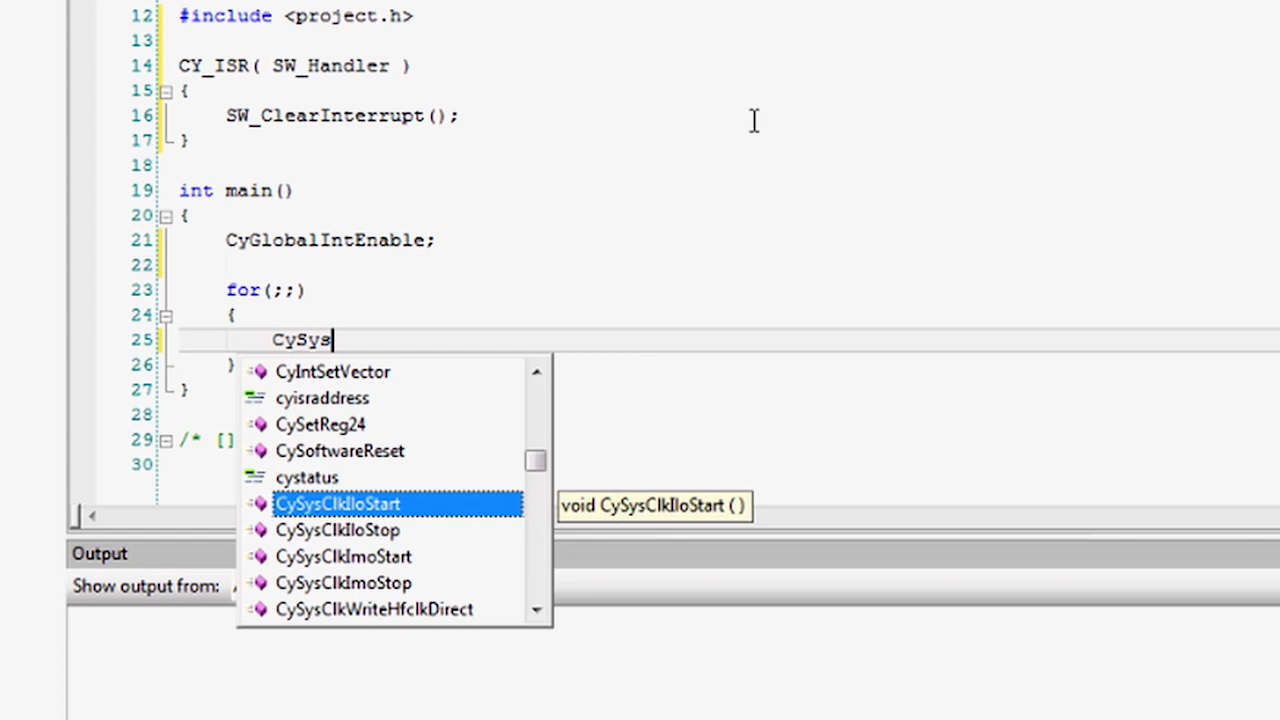 12 #include <project.h>
13
14 CY_ISR( SW_Handler )
15 {
16 SW_ClearInterrupt();
17 }
18
19 int main()
20 {
21 CyGlobalIntEnable;
22
23 for(;;)
24 {
25 CySys
26 }
27 }
28
29 /* []
30
CyIntSetVector
cyisraddress
CySetReg24
CySoftwareReset
cystatus
CySysClkIloStart
void CySysClkIloStart ( )
CySysClkIloStop
CySysClkImoStart
CySysClkImoStop
CySysClkWriteHfclkDirect
Output
Show output from: